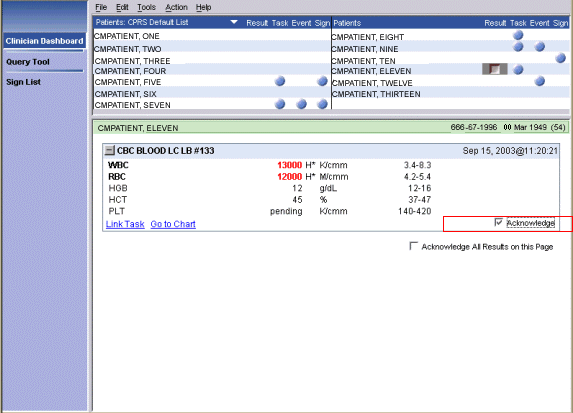 File Edit Tools Action Help
Patients: CPRS Default List Result Task Event Sign Patients Result Task Event Sign
Clinician Dashboard
Query Tool
Sign List
CMPATIENT, ONE
CMPATIENT, TWO
CMPATIENT, THREE
CMPATIENT, FOUR
CMPATIENT, FIVE
CMPATIENT, SIX
CMPATIENT, SEVEN
CMPATIENT, EIGHT
CMPATIENT, NINE
CMPATIENT, TEN
CMPATIENT, ELEVEN
CMPATIENT, TWELVE
CMPATIENT, THIRTEEN
CMPATIENT, ELEVEN 666-67-1996 00 Mar 1949 (54)
CBC BLOOD LC LB #133 Sep 15, 2003@11:20:21
WBC 13000 H* K/cmm 3.4-8.3
RBC 12000 H* M/cmm 4.2-5.4
HGB 12 g/dL 12-16
HCT 45 % 37-47
PLT pending K/cmm 140-420
Link Task Go to Chart Acknowledge
Acknowledge All Results on this Page